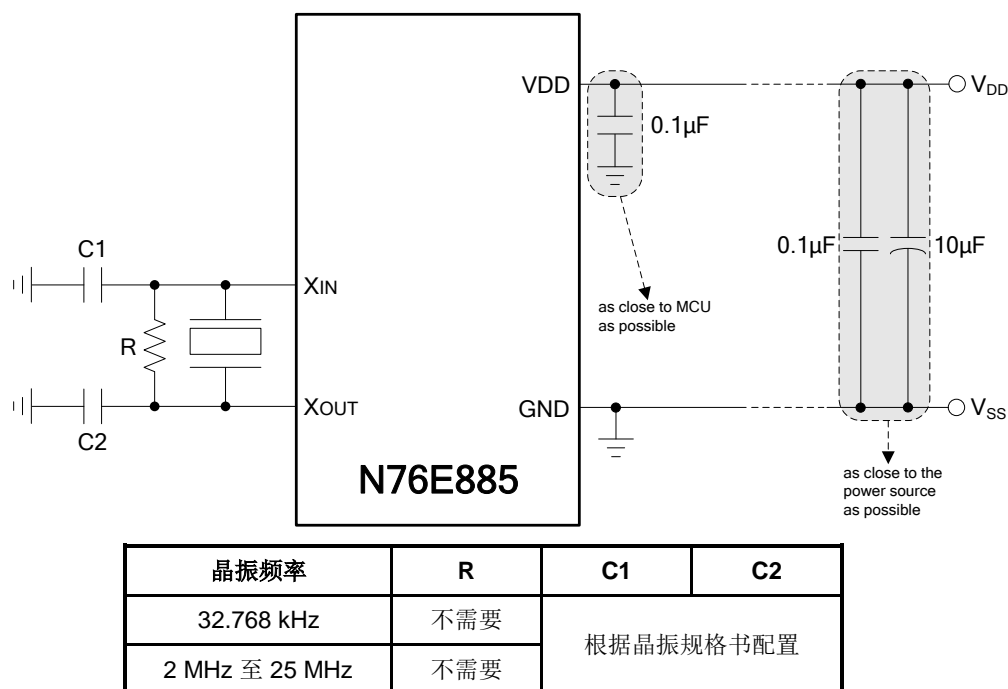 VDD
VDD
0.1µF
C1
0.1µF
10µF
XIN
as close to MCU
as possible
R
XOUT
GND
VSS
C2
N76E885
as close to the
power source
as possible
晶振频率 R C1 C2
32.768 kHz 不需要 根据晶振规格书配置
2 MHz 至 25 MHz 不需要